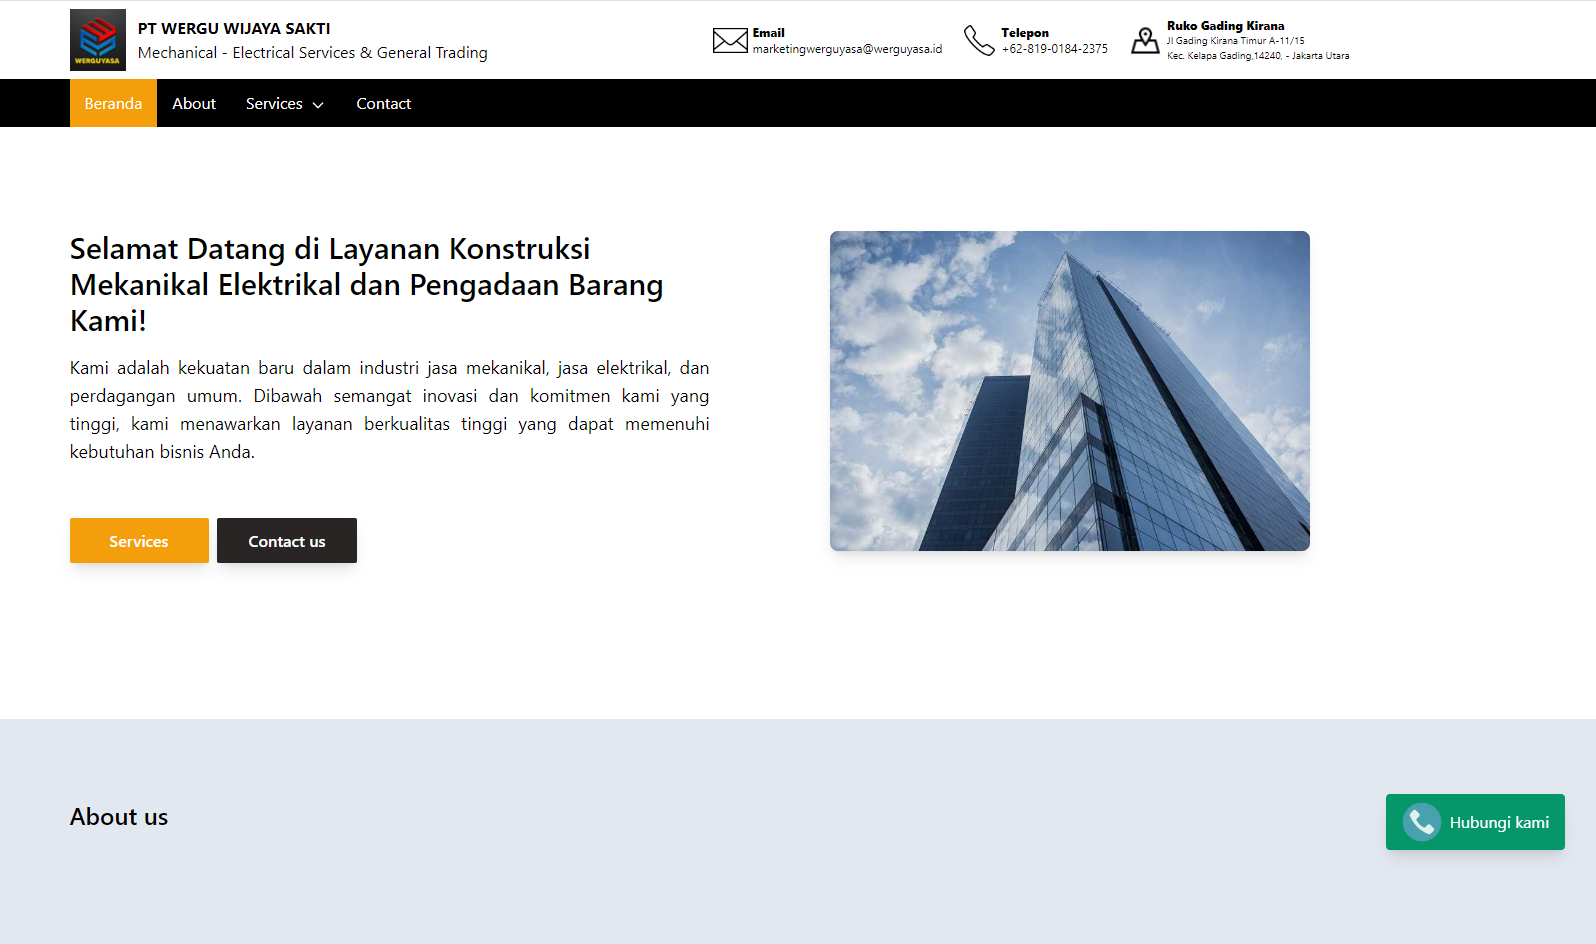 WERGUYASA
PT WERGU WIJAYA SAKTI
Mechanical - Electrical Services & General Trading
Email
marketingwerguyasa@werguyasa.id
Telepon
+62-819-0184-2375
Ruko Gading Kirana
Jl Gading Kirana Timur A-11/15
Kec. Kelapa Gading,14240, - Jakarta Utara
Beranda
About
Services
Contact
Selamat Datang di Layanan Konstruksi
Mekanikal Elektrikal dan Pengadaan Barang
Kami!
Kami adalah kekuatan baru dalam industri jasa mekanikal, jasa elektrikal, dan
perdagangan umum. Dibawah semangat inovasi dan komitmen kami yang
tinggi, kami menawarkan layanan berkualitas tinggi yang dapat memenuhi
kebutuhan bisnis Anda.
Services
Contact us
About us
Hubungi kami